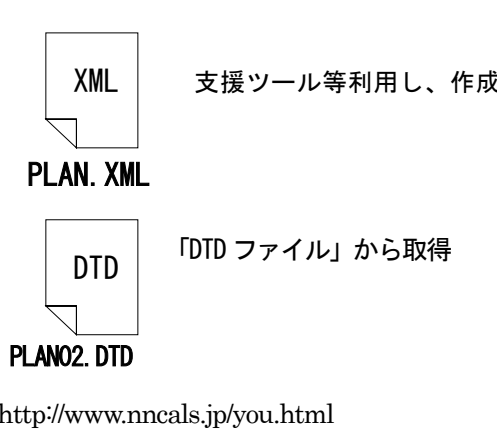 XML
支援ツール等利用し、作成
PLAN. XML
DTD
「DTD ファイル」から取得
PLAN02. DTD
http://www.nncals.jp/you.html